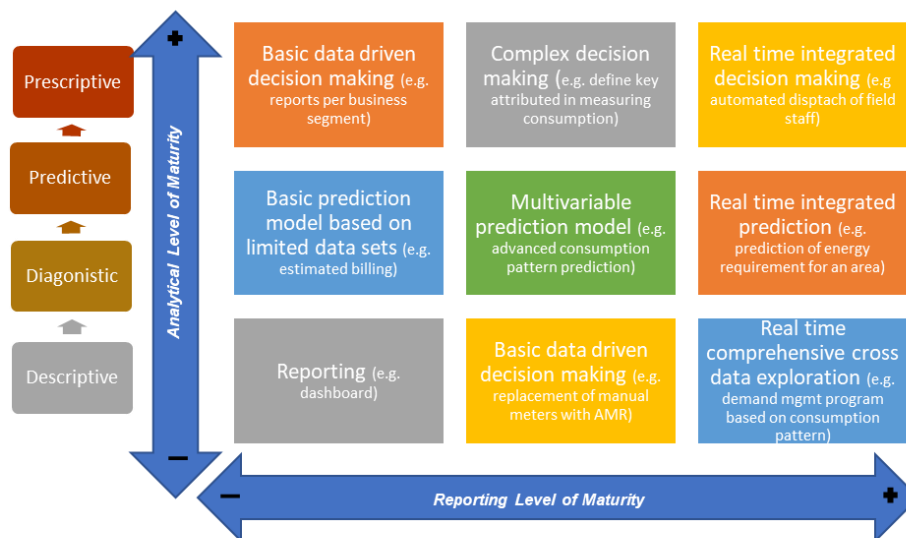 Prescriptive
Predictive
Diagonistic
Descriptive
+
Analytical Level of Maturity
−
Basic data driven
decision making (e.g.
reports per business
segment)
Complex decision
making (e.g. define key
attributed in measuring
consumption)
Real time integrated
decision making (e.g
automated disptach of field
staff)
Basic prediction
model based on
limited data sets (e.g.
estimated billing)
Multivariable
prediction model (e.g.
advanced consumption
pattern prediction)
Real time integrated
prediction (e.g.
prediction of energy
requirement for an area)
Reporting (e.g.
dashboard)
Basic data driven
decision making (e.g.
replacement of manual
meters with AMR)
Real time
comprehensive cross
data exploration (e.g.
demand mgmt program
based on consumption
pattern)
− Reporting Level of Maturity +